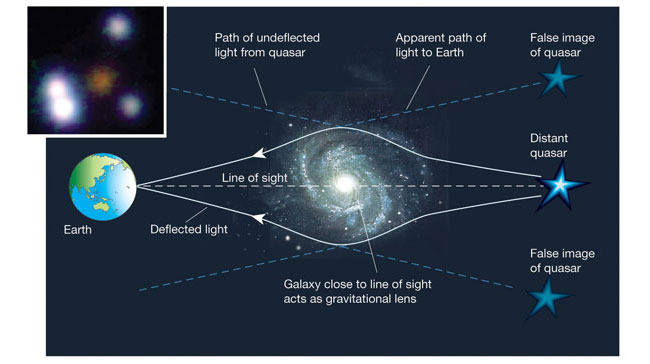 Path of undeflected
light from quasar
Apparent path of
light to Earth
False image
of quasar
Distant
quasar
Line of sight
Earth
Deflected light
False image
of quasar
Galaxy close to line of sight
acts as gravitational lens